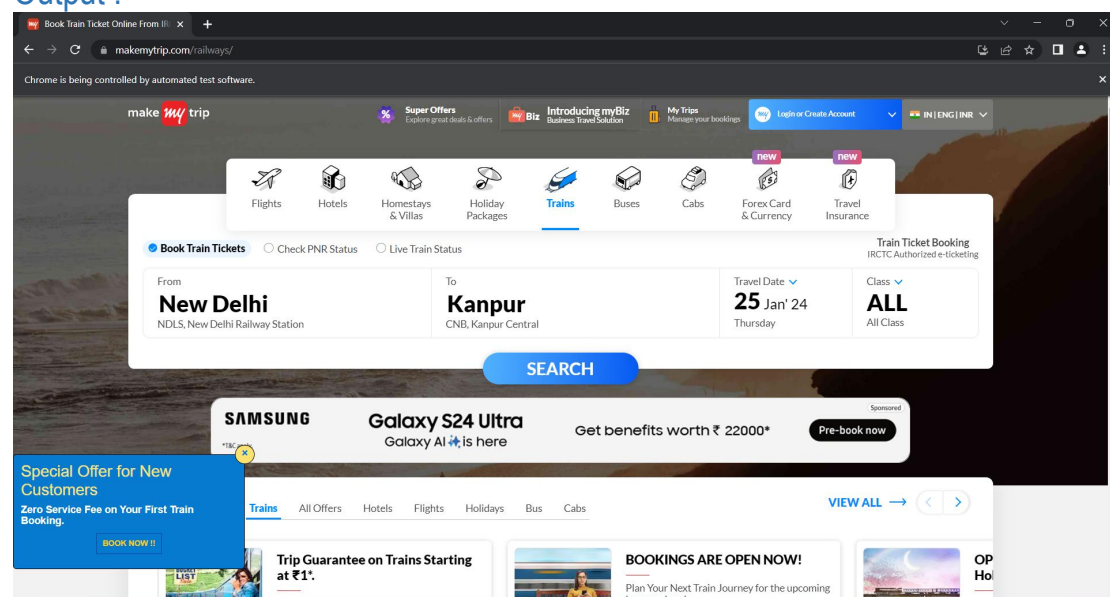 Output :
Book Train Ticket Online From IR
makemytrip.com/railways/
Chrome is being controlled by automated test software.
make my trip
Super Offers
Explore great deals & offers
my Biz
Introducing myBiz
Business Travel Solution
My Trips
Manage your bookings
my
Login or Create Account
IN | ENG | INR
new
new
Flights
Hotels
Homestays
& Villas
Holiday
Packages
Trains
Buses
Cabs
Forex Card
& Currency
Travel
Insurance
Book Train Tickets
Check PNR Status
Live Train Status
Train Ticket Booking
IRCTC Authorized e-ticketing
From
New Delhi
NDLS, New Delhi Railway Station
To
Kanpur
CNB, Kanpur Central
Travel Date
25 Jan' 24
Thursday
Class
ALL
All Class
SEARCH
Sponsored
SAMSUNG
*T&C
Galaxy S24 Ultra
Galaxy AI is here
Get benefits worth ₹ 22000*
Pre-book now
Special Offer for New
Customers
Zero Service Fee on Your First Train
Booking.
BOOK NOW !!
Trains
All Offers
Hotels
Flights
Holidays
Bus
Cabs
VIEW ALL
BUCKET
LIST
Trip Guarantee on Trains Starting
at ₹1*.
BOOKINGS ARE OPEN NOW!
Plan Your Next Train Journey for the upcoming
OP
Hol